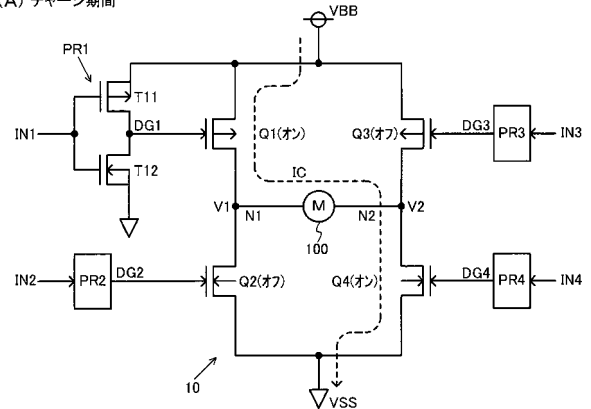 (A) チャージ期間
VBB
PR1
T11
DG1
IN1
Q1(オン)
Q3(オフ)
DG3
PR3
IN3
T12
IC
V1
N1
M
N2
V2
100
IN2
PR2
DG2
Q2(オフ)
Q4(オン)
DG4
PR4
IN4
10
VSS